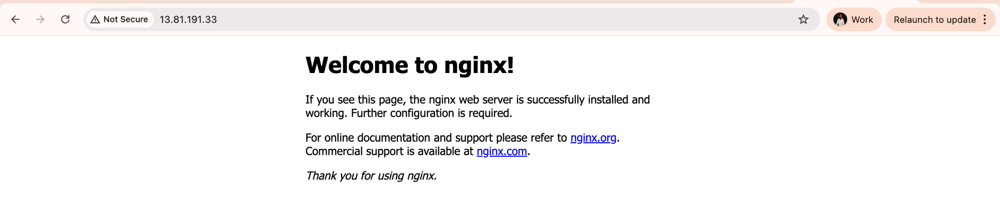 Not Secure 13.81.191.33 Work Relaunch to update
Welcome to nginx!
If you see this page, the nginx web server is successfully installed and
working. Further configuration is required.
For online documentation and support please refer to nginx.org.
Commercial support is available at nginx.com.
Thank you for using nginx.